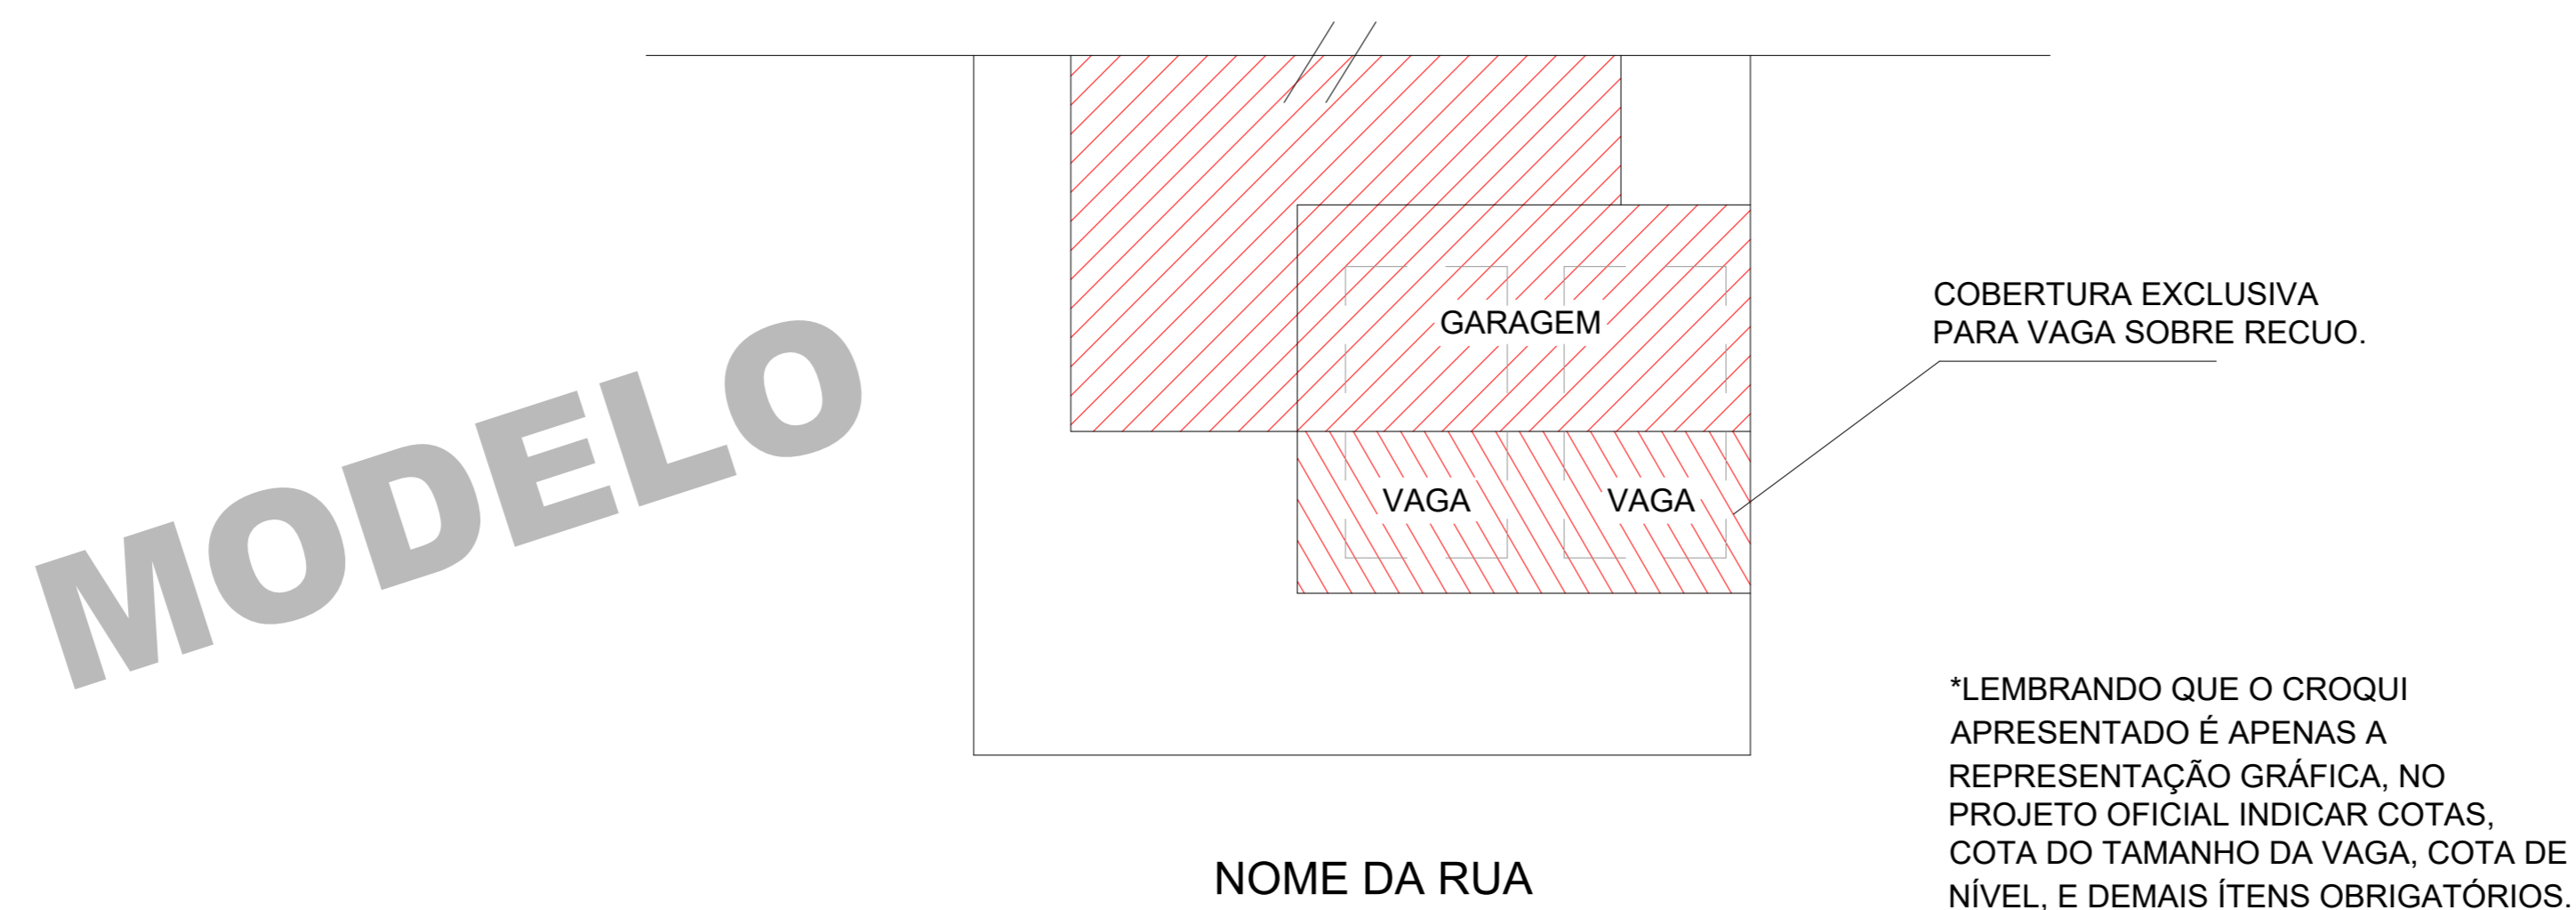 COBERTURA EXCLUSIVA
PARA VAGA SOBRE RECUO.
GARAGEM
MODELO
VAGA
VAGA
*LEMBRANDO QUE O CROQUI
APRESENTADO É APENAS A
REPRESENTAÇÃO GRÁFICA, NO
PROJETO OFICIAL INDICAR COTAS,
COTA DO TAMANHO DA VAGA, COTA DE
NÍVEL, E DEMAIS ÍTENS OBRIGATÓRIOS.
NOME DA RUA